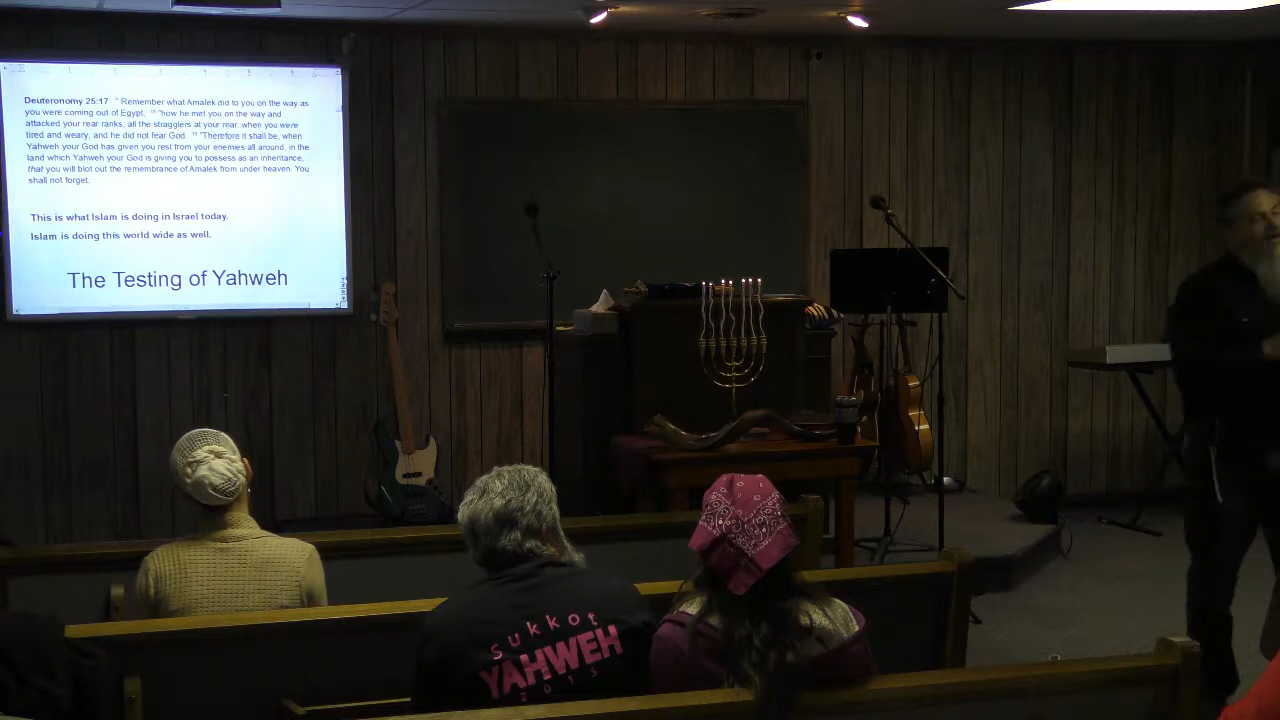 Deuteronomy 25:17 " Remember what Amalek did to you on the way as
you were coming out of Egypt, 18 "how he met you on the way and
attacked your rear ranks, all the stragglers at your rear, when you were
tired and weary, and he did not fear God. 19 "Therefore it shall be, when
Yahweh your God has given you rest from your enemies all around, in the
land which Yahweh your God is giving you to possess as an inheritance,
that you will blot out the remembrance of Amalek from under heaven. You
shall not forget.
This is what Islam is doing in Israel today.
Islam is doing this world wide as well.
The Testing of Yahweh
sukkot
YAHWEH
2015